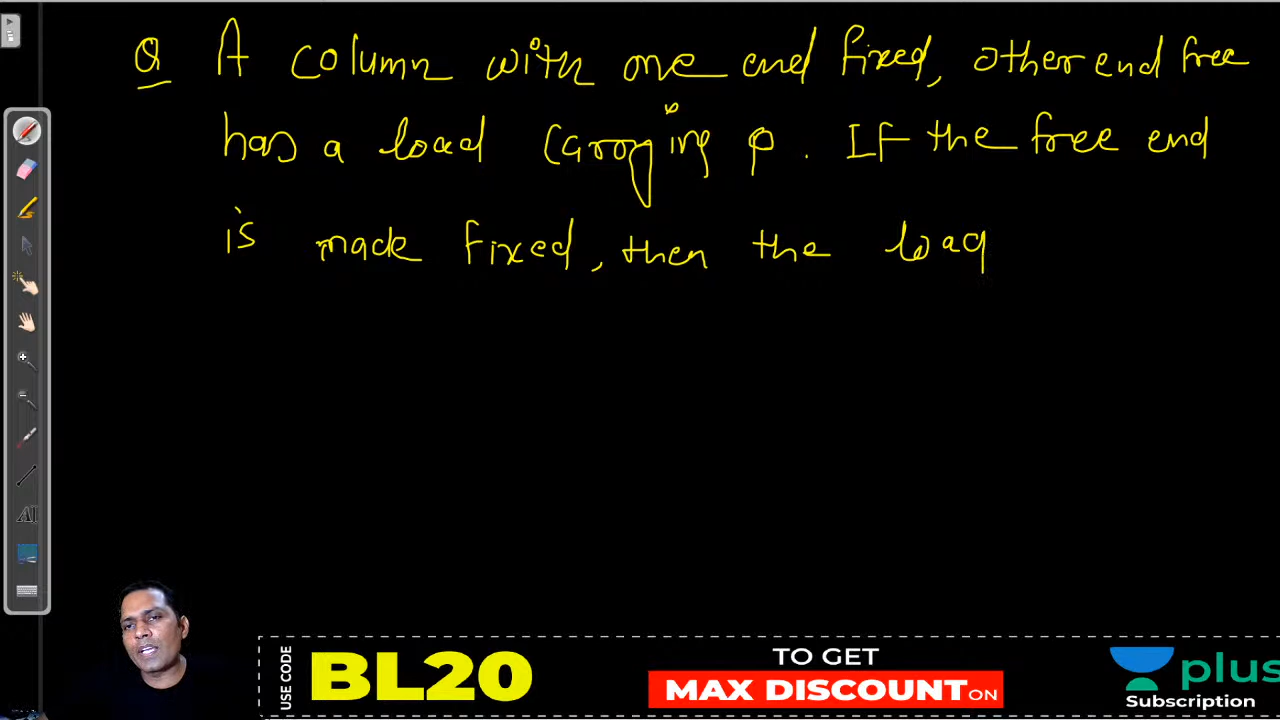 Q A column with one end fixed, other end free
has a load carrying P. If the free end
is made fixed, then the load
AI
USE CODE
BL20
TO GET
MAX DISCOUNT ON
plus
Subscription